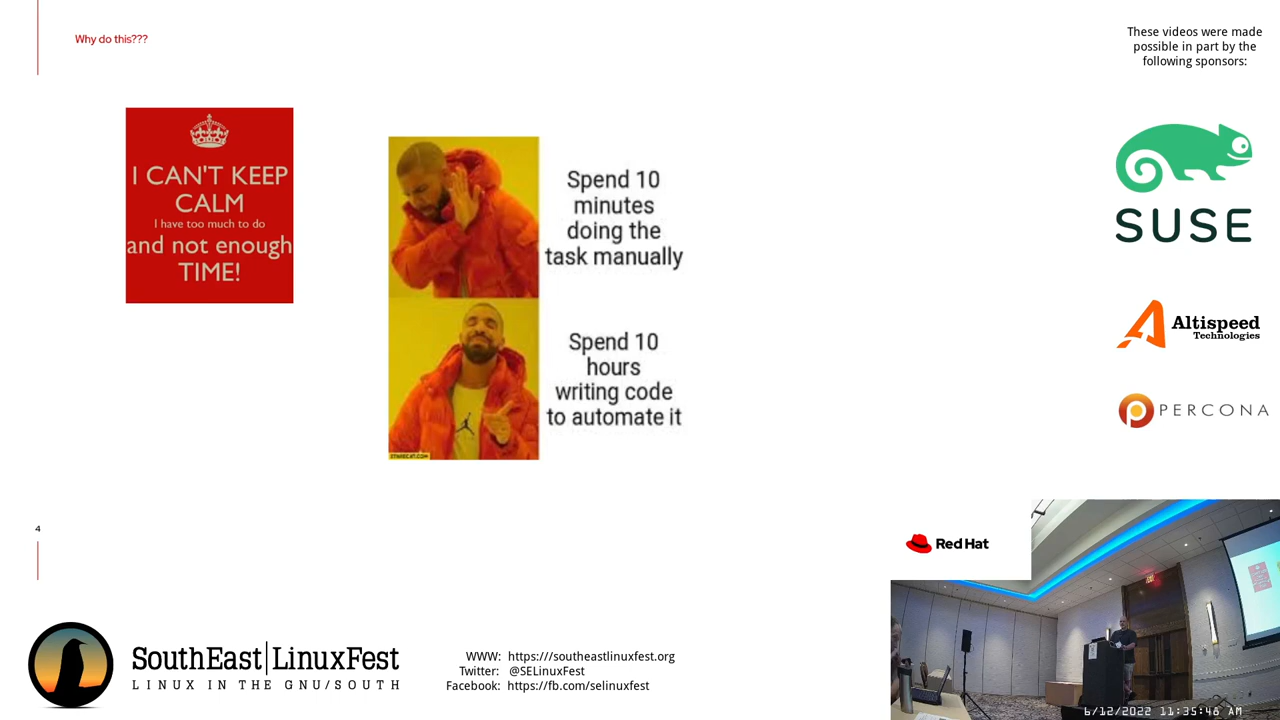 Why do this???
These videos were made
possible in part by the
following sponsors:
I CAN'T KEEP
CALM
I have too much to do
and not enough
TIME!
Spend 10
minutes
doing the
task manually
Spend 10
hours
writing code
to automate it
SUSE
Altispeed
Technologies
PERCONA
4
Red Hat
SouthEast|LinuxFest
LINUX IN THE GNU/SOUTH
WWW: https:///southeastlinuxfest.org
Twitter: @SELinuxFest
Facebook: https://fb.com/selinuxfest
6/12/2022 11:35:46 AM